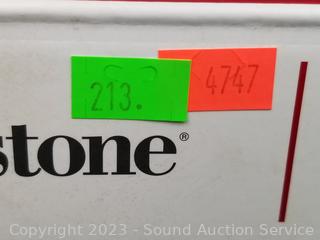 213.
4747
stone®
Copyright 2023 - Sound Auction Service